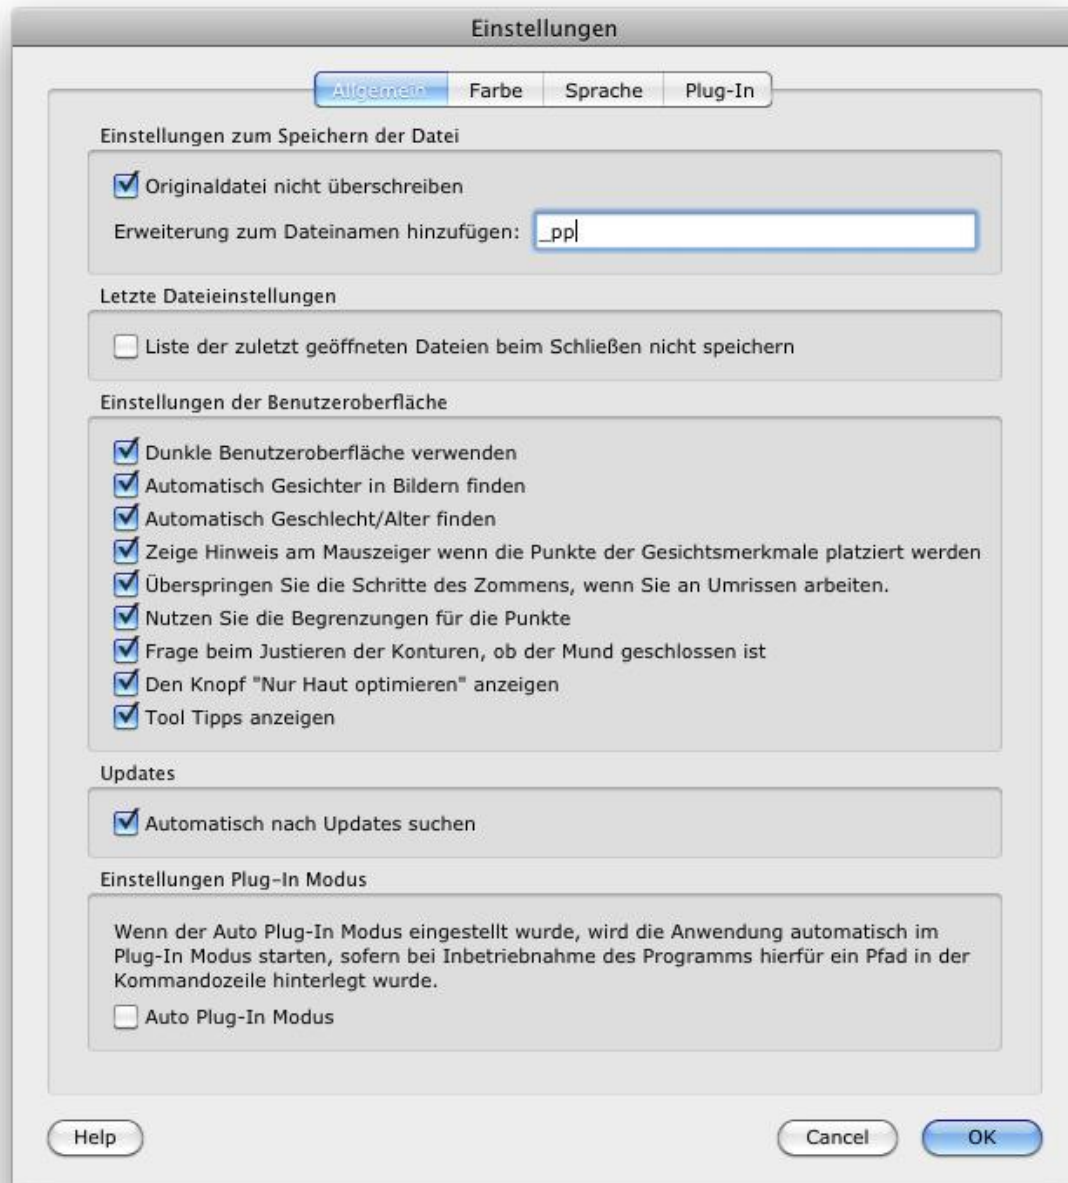 Einstellungen
Allgemein Farbe Sprache Plug-In
Einstellungen zum Speichern der Datei
Originaldatei nicht überschreiben
Erweiterung zum Dateinamen hinzufügen: _pp
Letzte Dateieinstellungen
Liste der zuletzt geöffneten Dateien beim Schließen nicht speichern
Einstellungen der Benutzeroberfläche
Dunkle Benutzeroberfläche verwenden
Automatisch Gesichter in Bildern finden
Automatisch Geschlecht/Alter finden
Zeige Hinweis am Mauszeiger wenn die Punkte der Gesichtsmerkmale platziert werden
Überspringen Sie die Schritte des Zommens, wenn Sie an Umrissen arbeiten.
Nutzen Sie die Begrenzungen für die Punkte
Frage beim Justieren der Konturen, ob der Mund geschlossen ist
Den Knopf "Nur Haut optimieren" anzeigen
Tool Tipps anzeigen
Updates
Automatisch nach Updates suchen
Einstellungen Plug-In Modus
Wenn der Auto Plug-In Modus eingestellt wurde, wird die Anwendung automatisch im
Plug-In Modus starten, sofern bei Inbetriebnahme des Programms hierfür ein Pfad in der
Kommandozeile hinterlegt wurde.
Auto Plug-In Modus
Help Cancel OK